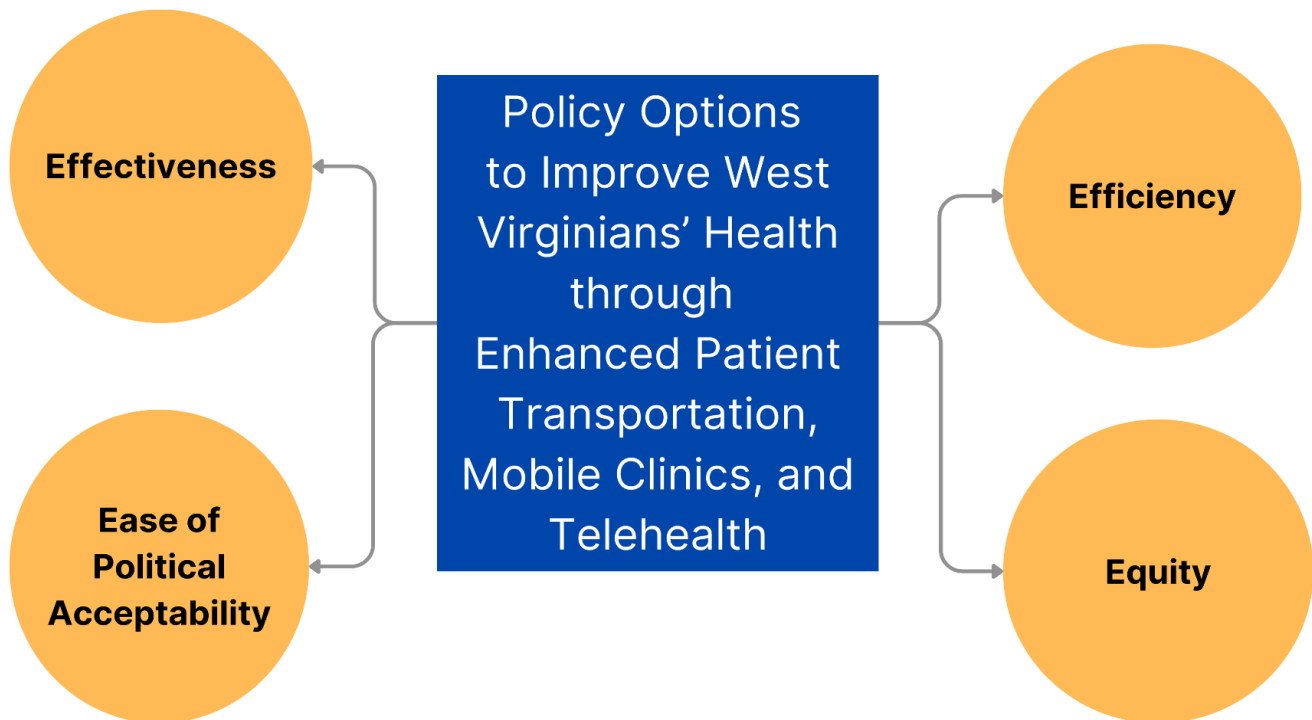 Effectiveness
Ease of
Political
Acceptability
Policy Options
to Improve West
Virginians’ Health
through
Enhanced Patient
Transportation,
Mobile Clinics, and
Telehealth
Efficiency
Equity